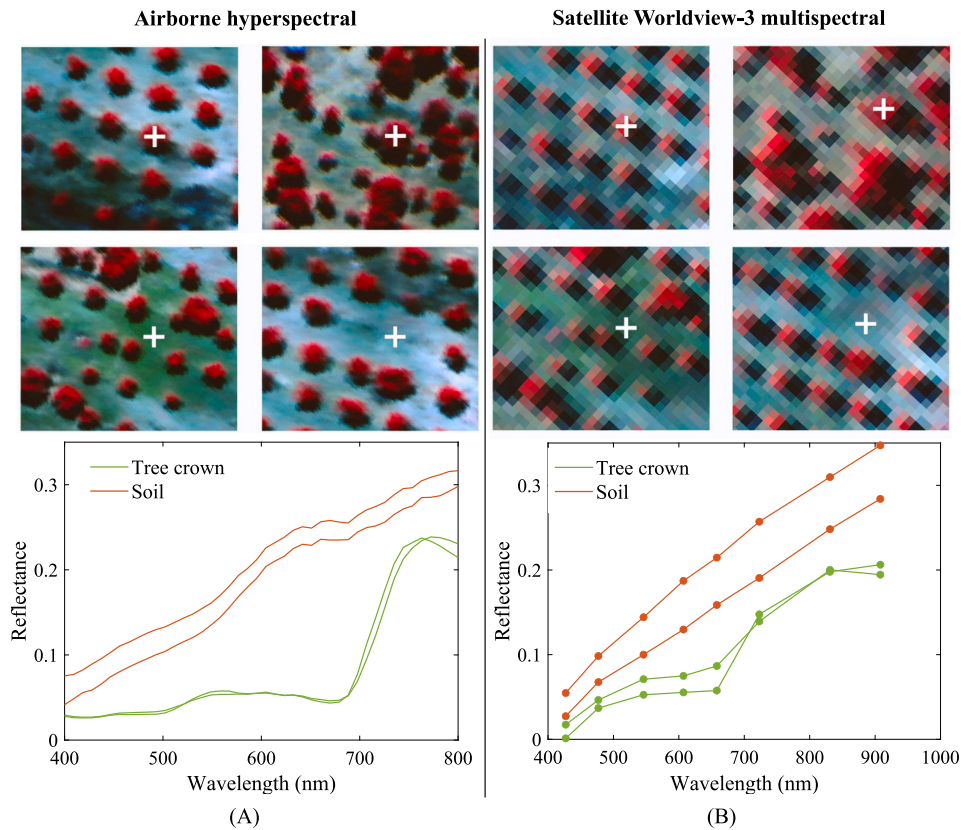 Airborne hyperspectral
Satellite Worldview-3 multispectral
Tree crown
Soil
0.3
0.2
0.1
0
Reflectance
400
500
600
700
800
Wavelength (nm)
(A)
Tree crown
Soil
0.3
0.2
0.1
0
Reflectance
400
500
600
700
800
900
1000
Wavelength (nm)
(B)